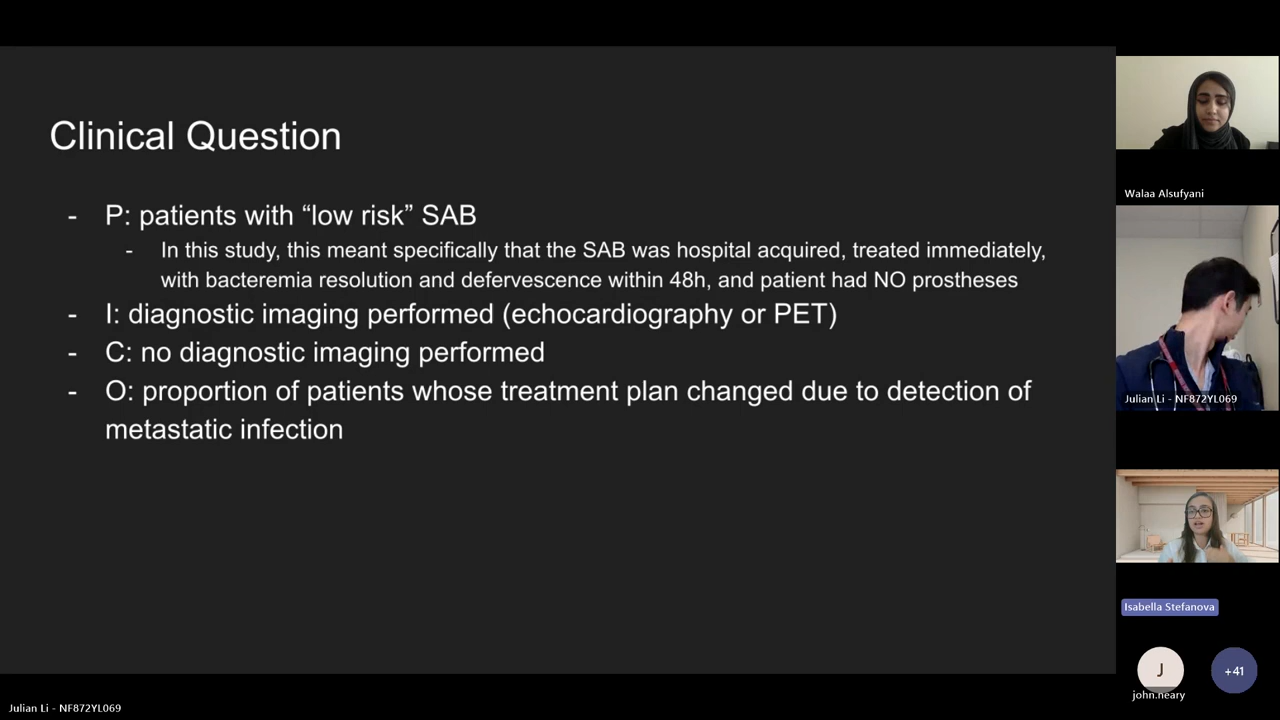 Clinical Question
- P: patients with “low risk” SAB
- In this study, this meant specifically that the SAB was hospital acquired, treated immediately,
with bacteremia resolution and defervescence within 48h, and patient had NO prostheses
- I: diagnostic imaging performed (echocardiography or PET)
- C: no diagnostic imaging performed
- O: proportion of patients whose treatment plan changed due to detection of
metastatic infection
Walaa Alsufyani
Julian Li - NF872YL069
Isabella Stefanova
J
+41
john.neary
Julian Li - NF872YL069